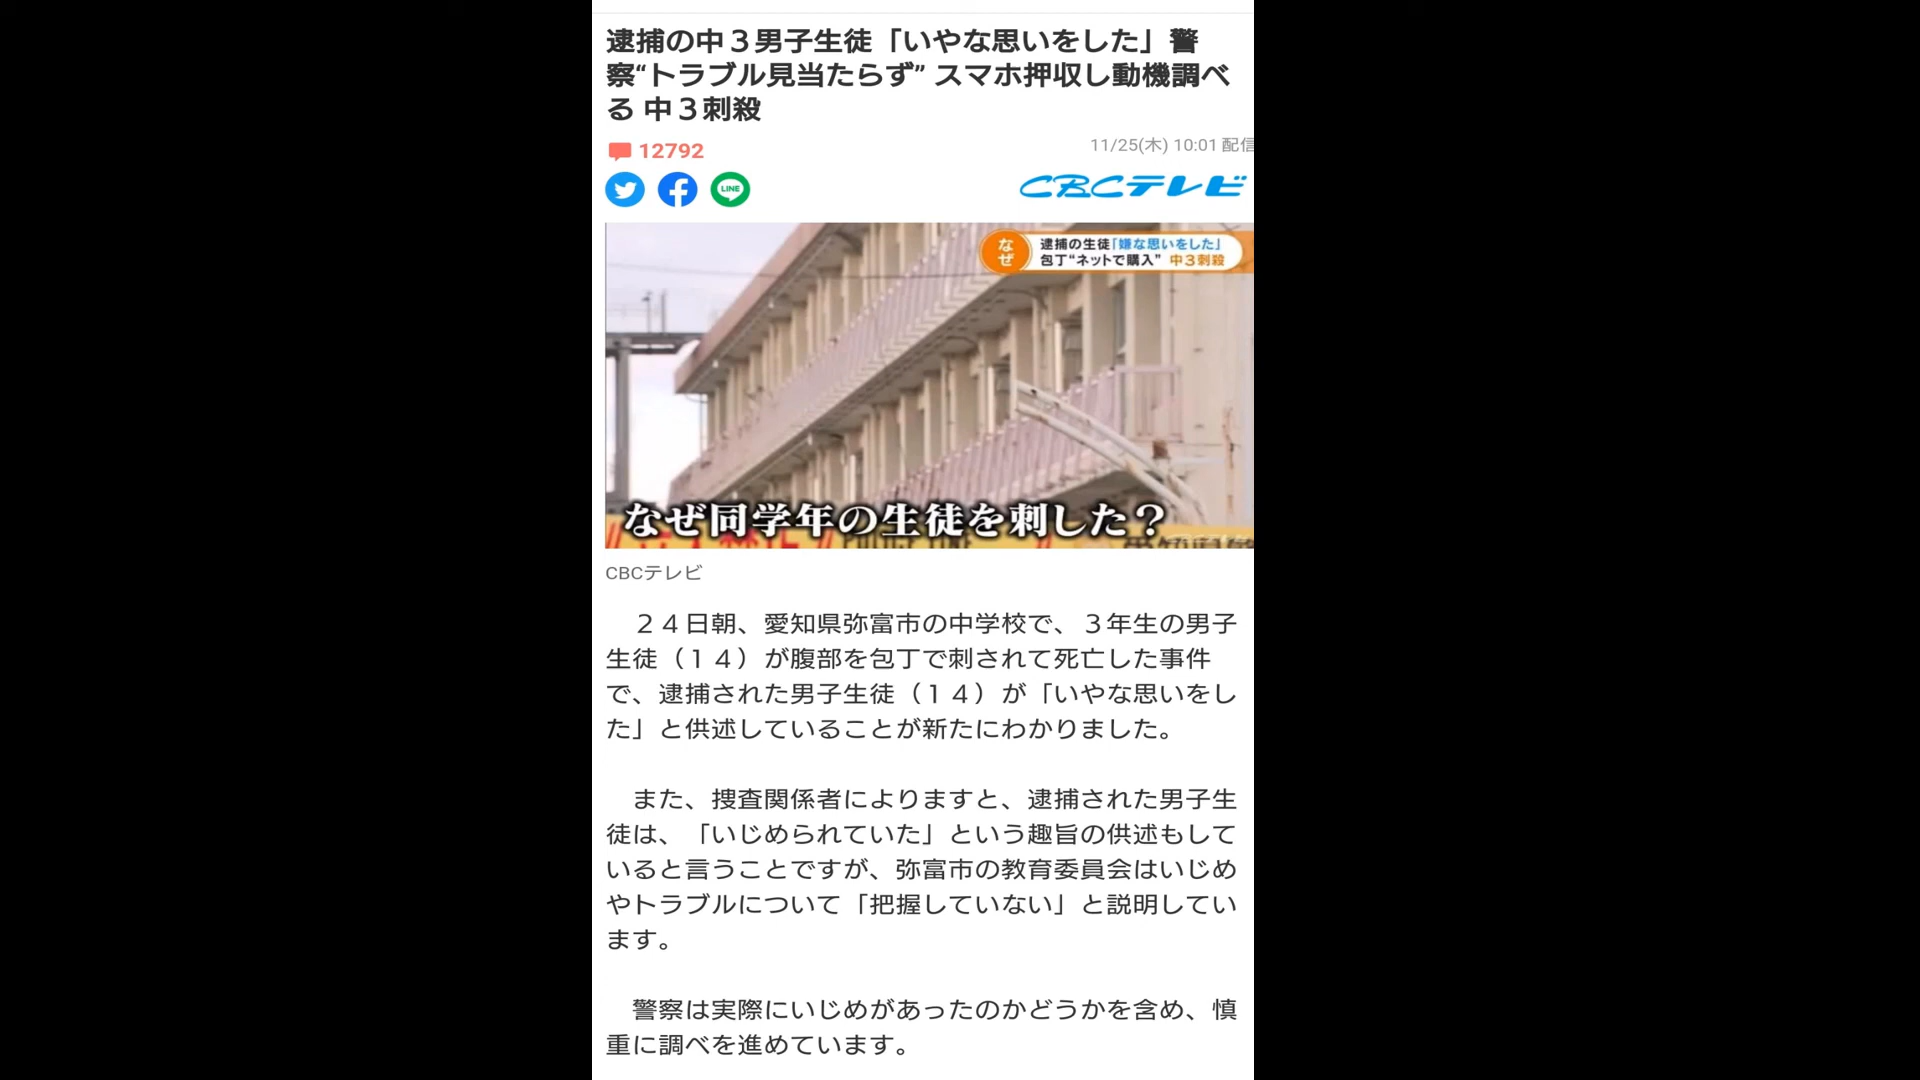 逮捕の中３男子生徒「いやな思いをした」警
察“トラブル見当たらず” スマホ押収し動機調べ
る 中３刺殺
12792
11/25(木) 10:01 配信
LINE
CBCテレビ
なぜ
逮捕の生徒「嫌な思いをした」
包丁“ネットで購入” 中３刺殺
なぜ同学年の生徒を刺した？
POLICE LINE
CBCテレビ
２４日朝、愛知県弥富市の中学校で、３年生の男子
生徒（１４）が腹部を包丁で刺されて死亡した事件
で、逮捕された男子生徒（１４）が「いやな思いをし
た」と供述していることが新たにわかりました。
また、捜査関係者によりますと、逮捕された男子生
徒は、「いじめられていた」という趣旨の供述もして
いると言うことですが、弥富市の教育委員会はいじめ
やトラブルについて「把握していない」と説明してい
ます。
警察は実際にいじめがあったのかどうかを含め、慎
重に調べを進めています。